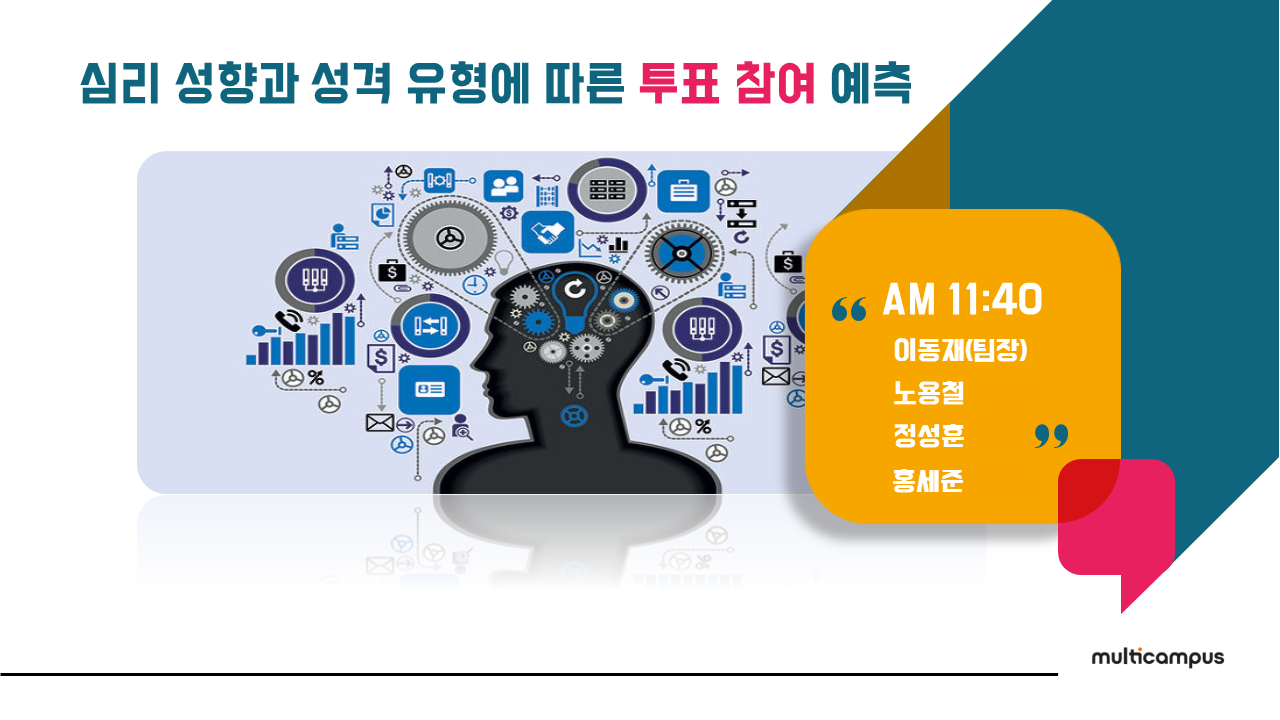 심리 성향과 성격 유형에 따른 투표 참여 예측
“ AM 11:40
이동재(팀장)
노용철
정성훈 ”
홍세준
multicampus